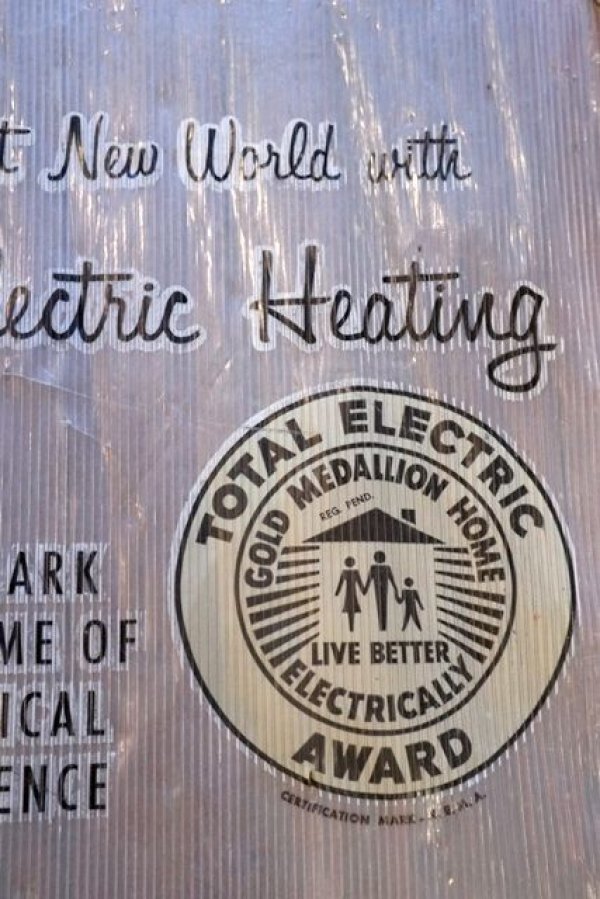 t New World with
ectric Heating
TOTAL ELECTRIC
GOLD MEDALLION HOME
REG. PEND.
LIVE BETTER
ELECTRICALLY
AWARD
CERTIFICATION MARK -
ARK
ME OF
ICAL
ENCE